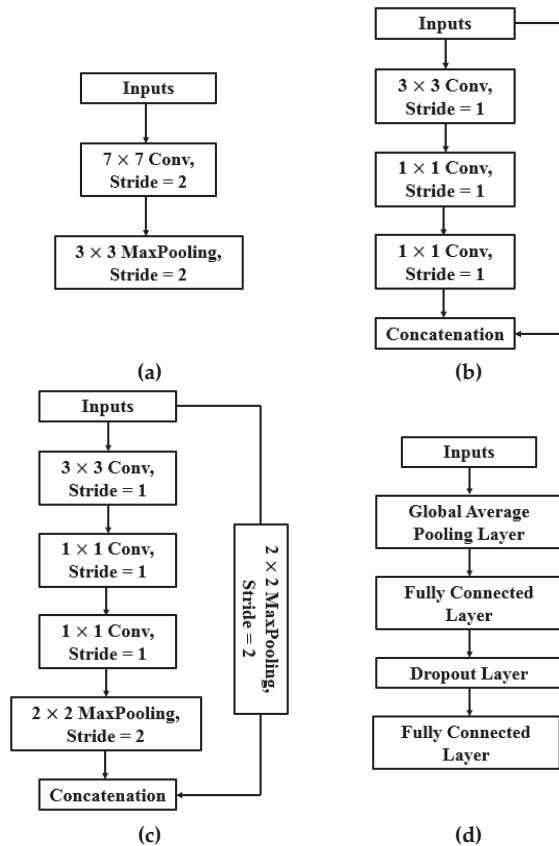 Inputs
7 × 7 Conv,
Stride = 2
3 × 3 MaxPooling,
Stride = 2
(a)
Inputs
3 × 3 Conv,
Stride = 1
1 × 1 Conv,
Stride = 1
1 × 1 Conv,
Stride = 1
Concatenation
(b)
Inputs
3 × 3 Conv,
Stride = 1
1 × 1 Conv,
Stride = 1
1 × 1 Conv,
Stride = 1
2 × 2 MaxPooling,
Stride = 2
2 × 2 MaxPooling,
Stride = 2
Concatenation
(c)
Inputs
Global Average
Pooling Layer
Fully Connected
Layer
Dropout Layer
Fully Connected
Layer
(d)